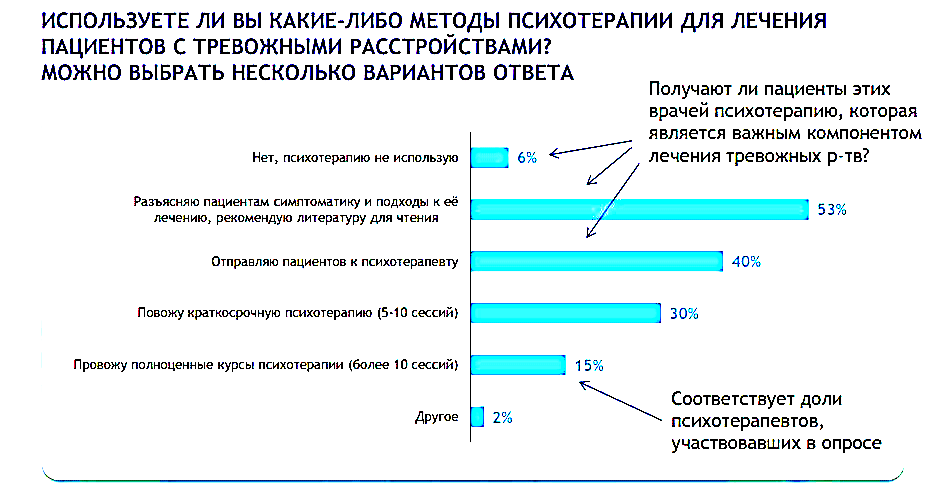 ИСПОЛЬЗУЕТЕ ЛИ ВЫ КАКИЕ-ЛИБО МЕТОДЫ ПСИХОТЕРАПИИ ДЛЯ ЛЕЧЕНИЯ
ПАЦИЕНТОВ С ТРЕВОЖНЫМИ РАССТРОЙСТВАМИ?
МОЖНО ВЫБРАТЬ НЕСКОЛЬКО ВАРИАНТОВ ОТВЕТА
Получают ли пациенты этих
врачей психотерапию, которая
является важным компонентом
лечения тревожных р-тв?
Нет, психотерапию не использую
6%
Разъясняю пациентам симптоматику и подходы к её
лечению, рекомендую литературу для чтения
53%
Отправляю пациентов к психотерапевту
40%
Повожу краткосрочную психотерапию (5-10 сессий)
30%
Провожу полноценные курсы психотерапии (более 10 сессий)
15%
Другое
2%
Соответствует доли
психотерапевтов,
участвовавших в опросе